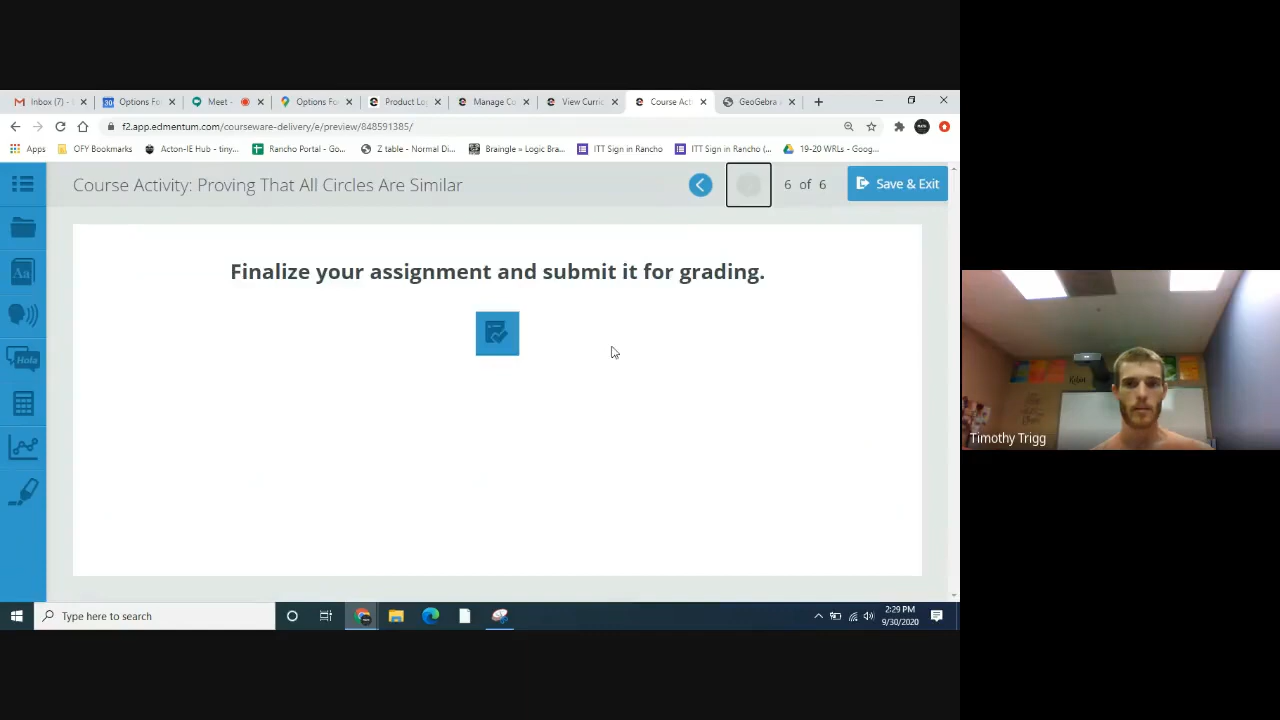 Inbox (7) -
Options Fo
Meet -
Options Fo
Product Lo
Manage Co
View Curric
Course Act
GeoGebra
f2.app.edmentum.com/courseware-delivery/e/preview/848591385/
Apps
OFY Bookmarks
Acton-IE Hub - tiny...
Rancho Portal - Go...
Z table - Normal Di...
Braingle » Logic Bra...
ITT Sign in Rancho
ITT Sign in Rancho (...
19-20 WRLs - Goog...
Course Activity: Proving That All Circles Are Similar
6 of 6
Save & Exit
Finalize your assignment and submit it for grading.
Aa
Hola
Timothy Trigg
Type here to search
2:29 PM
9/30/2020